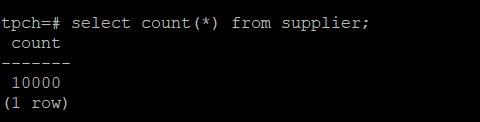 tpch=# select count(*) from supplier;
count
-------
10000
(1 row)